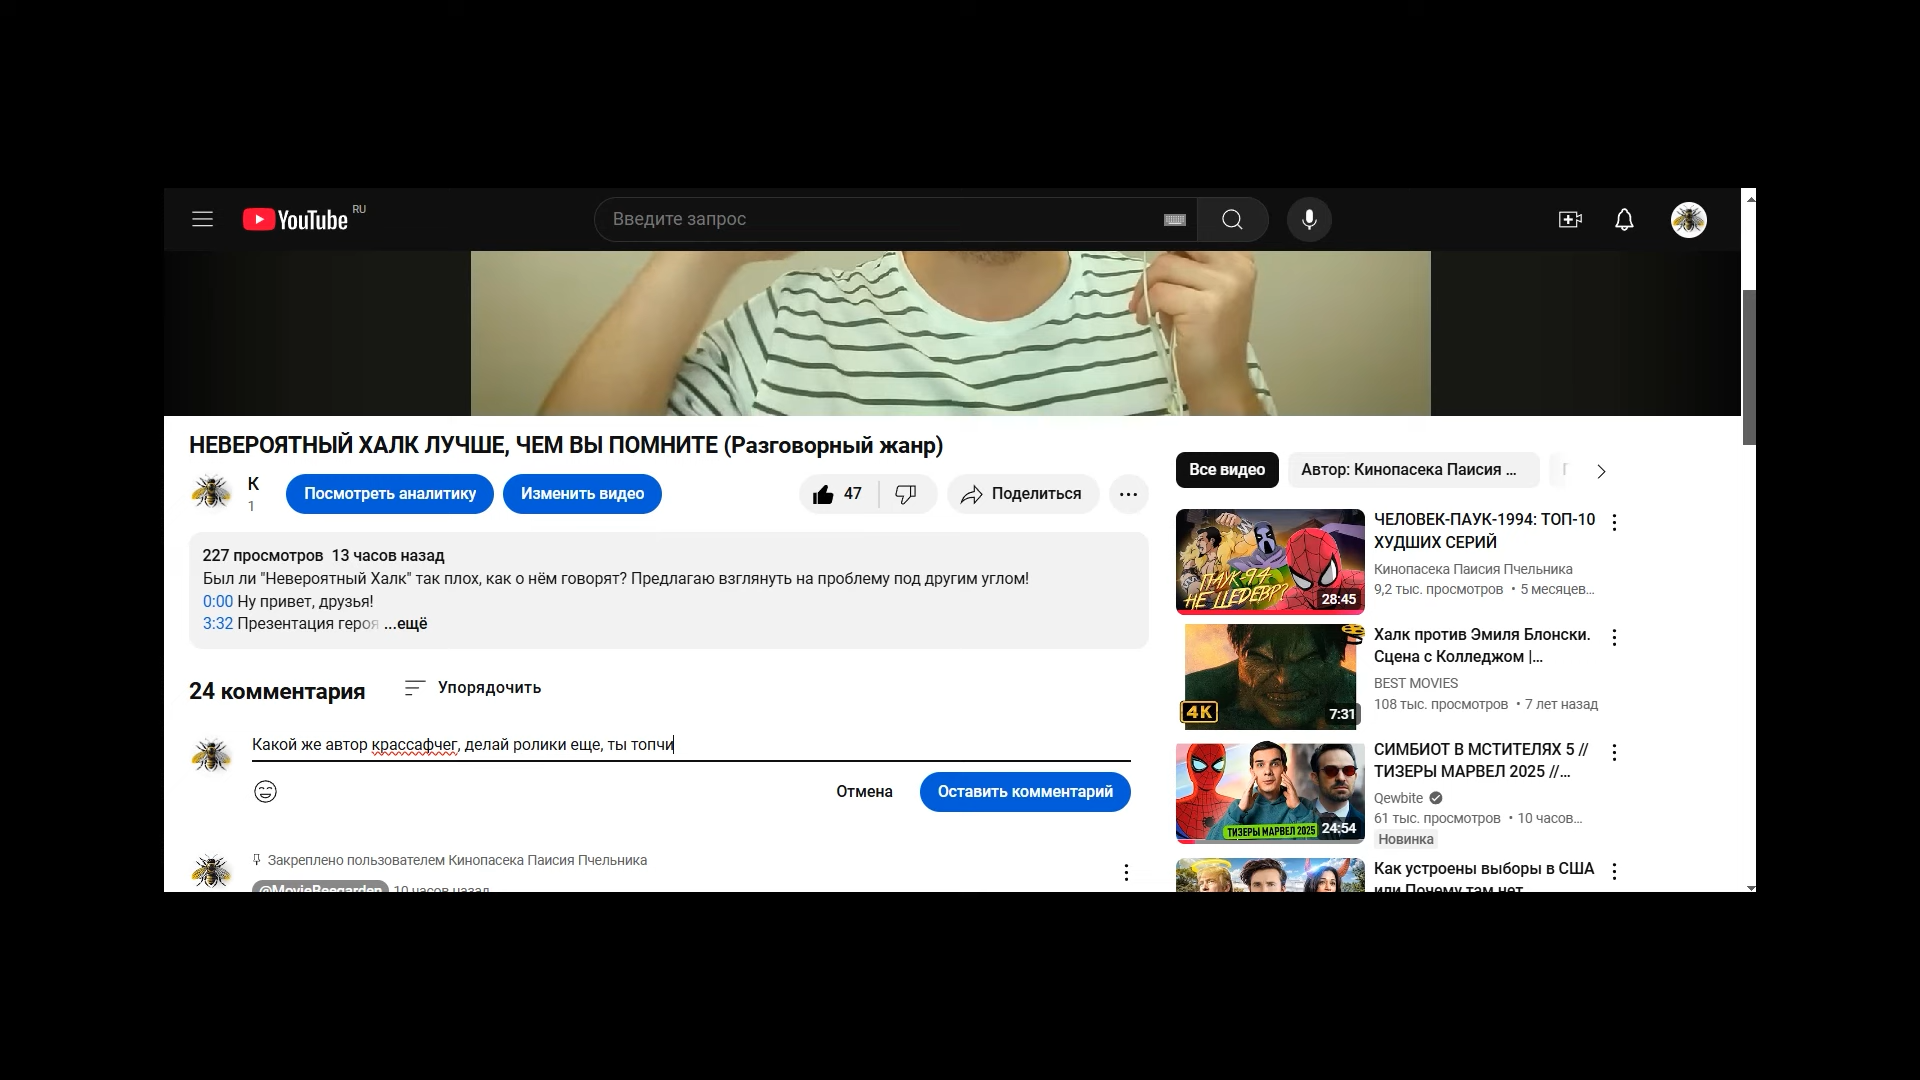 YouTube RU
Введите запрос
НЕВЕРОЯТНЫЙ ХАЛК ЛУЧШЕ, ЧЕМ ВЫ ПОМНИТЕ (Разговорный жанр)
К
1
Посмотреть аналитику
Изменить видео
47
Поделиться
227 просмотров 13 часов назад
Был ли "Невероятный Халк" так плох, как о нём говорят? Предлагаю взглянуть на проблему под другим углом!
0:00 Ну привет, друзья!
3:32 Презентация героя ...ещё
24 комментария
Упорядочить
Какой же автор крассафчег, делай ролики еще, ты топчи
Отмена
Оставить комментарий
Закреплено пользователем Кинопасека Паисия Пчельника
@MovieBeegarden 10 часов назад
Все видео
Автор: Кинопасека Паисия ...
ПАУК-94
НЕ ШЕДЕВР?
28:45
ЧЕЛОВЕК-ПАУК-1994: ТОП-10
ХУДШИХ СЕРИЙ
Кинопасека Паисия Пчельника
9,2 тыс. просмотров • 5 месяцев...
4K
7:31
Халк против Эмиля Блонски.
Сцена с Колледжом |...
BEST MOVIES
108 тыс. просмотров • 7 лет назад
ТИЗЕРЫ МАРВЕЛ 2025
24:54
СИМБИОТ В МСТИТЕЛЯХ 5 //
ТИЗЕРЫ МАРВЕЛ 2025 //...
Qewbite
61 тыс. просмотров • 10 часов...
Новинка
Как устроены выборы в США
или Почему там нет